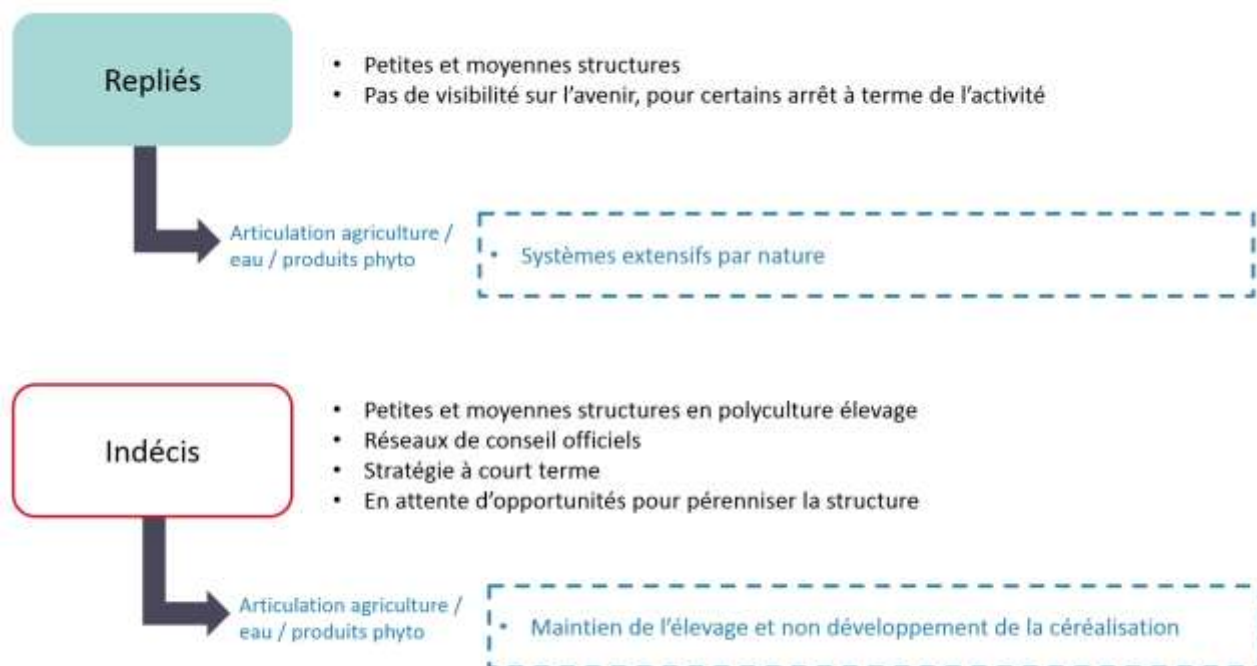 Repliés
• Petites et moyennes structures
• Pas de visibilité sur l'avenir, pour certains arrêt à terme de l'activité
Articulation agriculture /
eau / produits phyto
• Systèmes extensifs par nature
Indécis
• Petites et moyennes structures en polyculture élevage
• Réseaux de conseil officiels
• Stratégie à court terme
• En attente d'opportunités pour pérenniser la structure
Articulation agriculture /
eau / produits phyto
• Maintien de l'élevage et non développement de la céréalisation